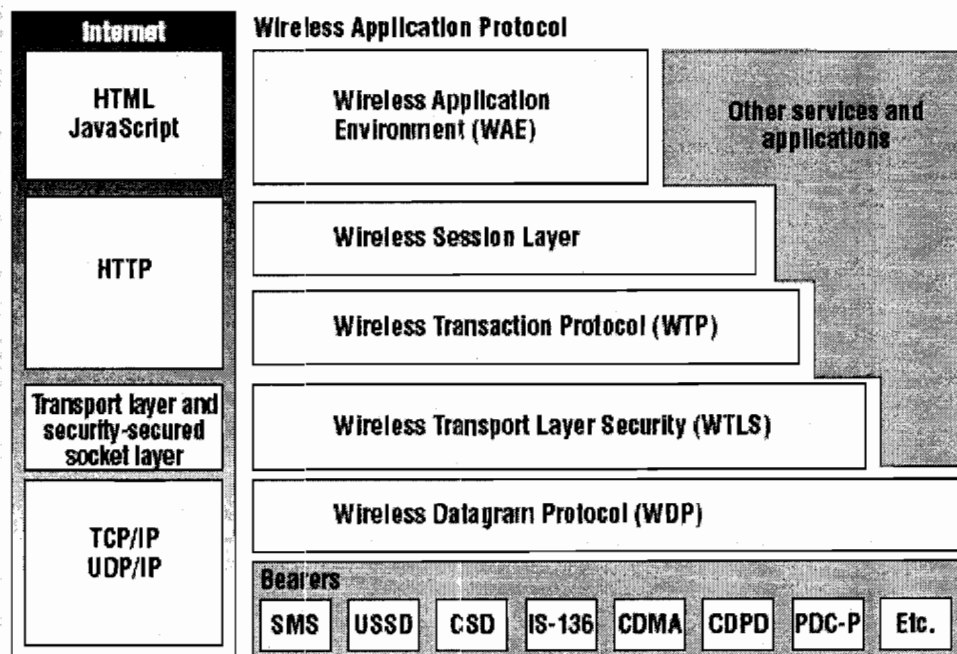 Internet
HTML
JavaScript
HTTP
Transport layer and
security-secured
socket layer
TCP/IP
UDP/IP
Wireless Application Protocol
Wireless Application
Environment (WAE)
Other services and
applications
Wireless Session Layer
Wireless Transaction Protocol (WTP)
Wireless Transport Layer Security (WTLS)
Wireless Datagram Protocol (WDP)
Bearers
SMS USSD CSD IS-136 CDMA CDPD PDC-P Etc.